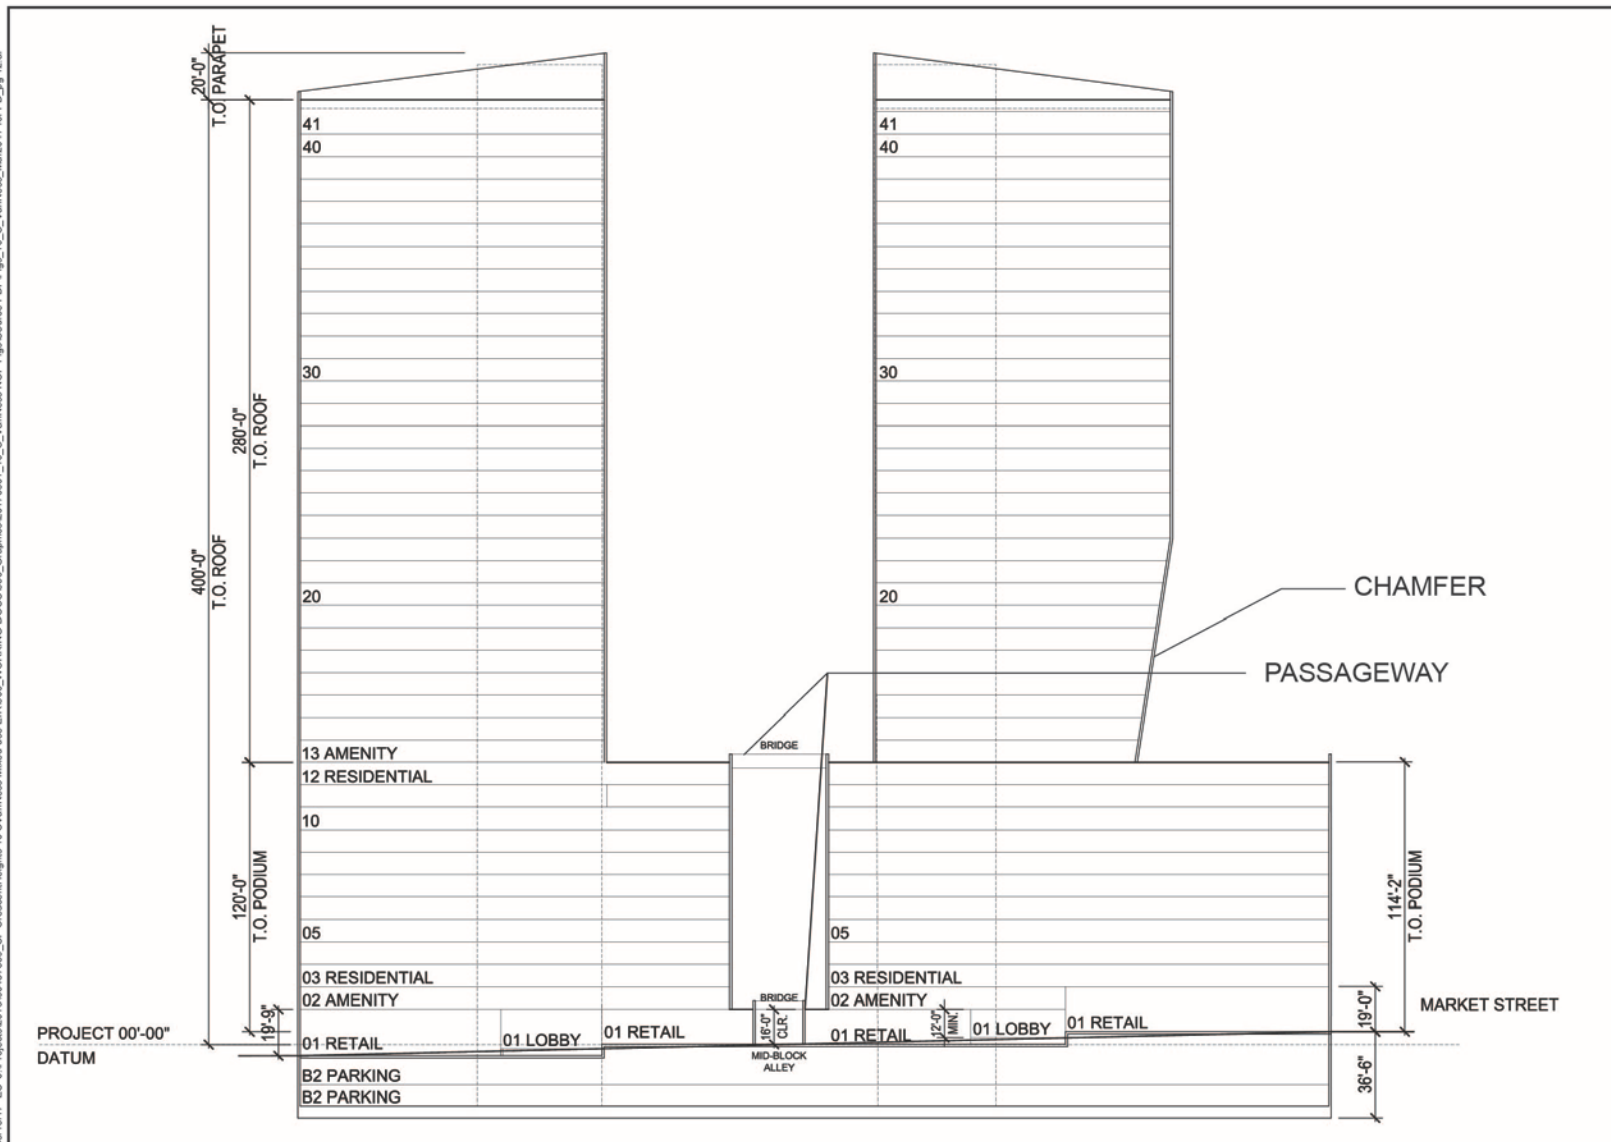 20'-0"
T.O. PARAPET
41
40
30
20
13 AMENITY
12 RESIDENTIAL
10
05
03 RESIDENTIAL
02 AMENITY
01 RETAIL
01 LOBBY
01 RETAIL
B2 PARKING
B2 PARKING
280'-0"
T.O. ROOF
400'-0"
T.O. ROOF
120'-0"
T.O. PODIUM
19'-9"
PROJECT 00'-00"
DATUM
BRIDGE
BRIDGE
16'-0"
CLR.
MID-BLOCK
ALLEY
41
40
30
20
CHAMFER
PASSAGEWAY
05
03 RESIDENTIAL
02 AMENITY
01 RETAIL
12'-0"
MIN.
01 LOBBY
01 RETAIL
114'-2"
T.O. PODIUM
19'-0"
MARKET STREET
36'-6"